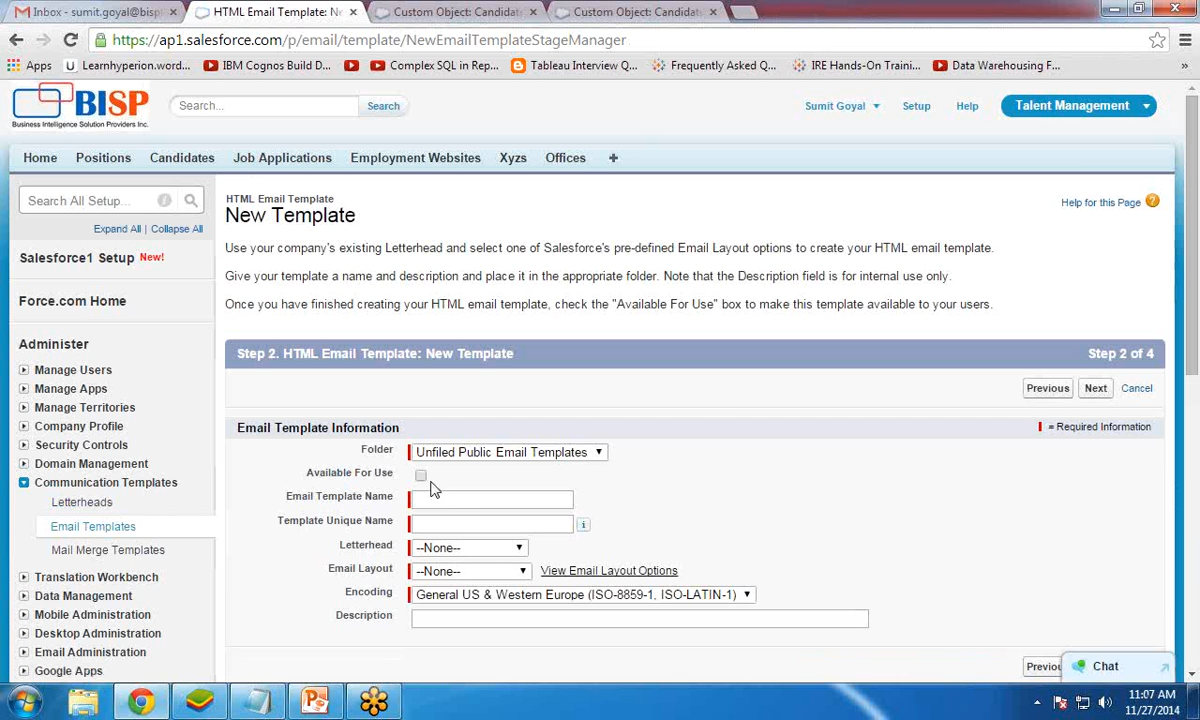 Inbox - sumit.goyal@bisp
HTML Email Template: Ne
Custom Object: Candidat
Custom Object: Candidat
https://ap1.salesforce.com/p/email/template/NewEmailTemplateStageManager
Apps
Learnhyperion.word...
IBM Cognos Build D...
Complex SQL in Rep...
Tableau Interview Q...
Frequently Asked Q...
IRE Hands-On Traini...
Data Warehousing F...
»
BISP
Business Intelligence Solution Providers Inc.
Search...
Search
Sumit Goyal
Setup
Help
Talent Management
Home
Positions
Candidates
Job Applications
Employment Websites
Xyzs
Offices
+
Search All Setup...
Expand All | Collapse All
Salesforce1 Setup New!
Force.com Home
Administer
Manage Users
Manage Apps
Manage Territories
Company Profile
Security Controls
Domain Management
Communication Templates
Letterheads
Email Templates
Mail Merge Templates
Translation Workbench
Data Management
Mobile Administration
Desktop Administration
Email Administration
Google Apps
HTML Email Template
New Template
Help for this Page
Use your company's existing Letterhead and select one of Salesforce's pre-defined Email Layout options to create your HTML email template.
Give your template a name and description and place it in the appropriate folder. Note that the Description field is for internal use only.
Once you have finished creating your HTML email template, check the "Available For Use" box to make this template available to your users.
Step 2. HTML Email Template: New Template
Step 2 of 4
Previous
Next
Cancel
Email Template Information
= Required Information
Folder
Unfiled Public Email Templates
Available For Use
Email Template Name
Template Unique Name
i
Letterhead
--None--
Email Layout
--None--
View Email Layout Options
Encoding
General US & Western Europe (ISO-8859-1, ISO-LATIN-1)
Description
Previou
Chat
11:07 AM
11/27/2014